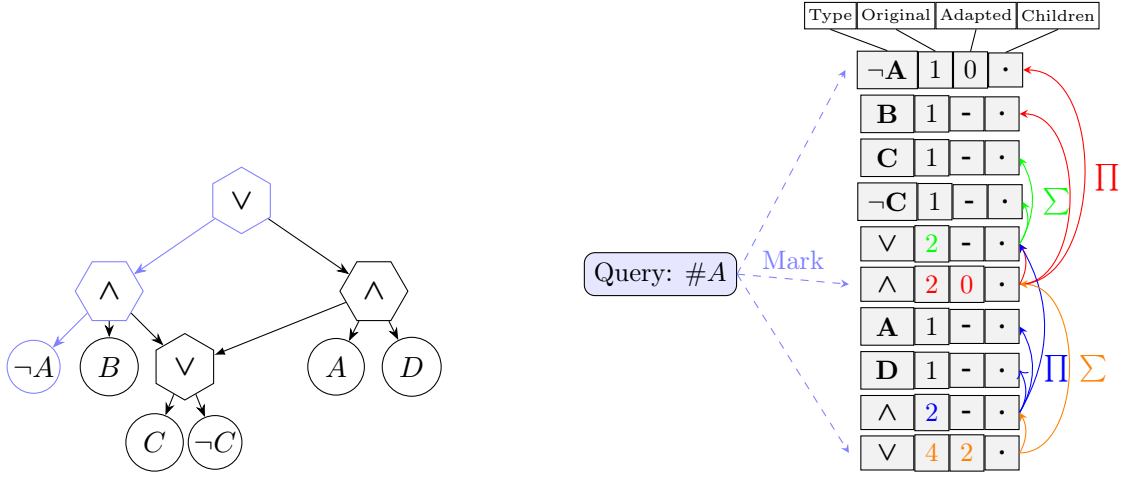 Type Original Adapted Children
¬A 1 0 ·
B 1 - ·
C 1 - ·
¬C 1 - ·
∨ 2 - ·
∧ 2 0 ·
A 1 - ·
D 1 - ·
∧ 2 - ·
∨ 4 2 ·
∏
∑
∏ ∑
Query: #A
Mark
∨
∧ ∧
¬A B ∨ A D
C ¬C